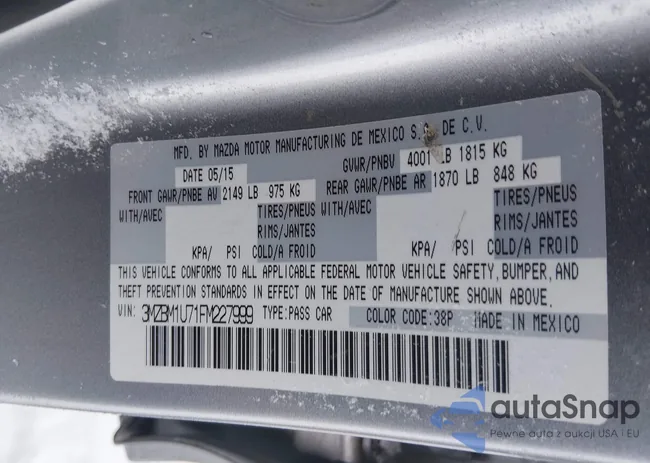 MFD. BY MAZDA MOTOR MANUFACTURING DE MEXICO S.A. DE C.V.
DATE 05/15 GVWR/PNBV 4001 LB 1815 KG
FRONT GAWR/PNBE AV 2149 LB 975 KG REAR GAWR/PNBE AR 1870 LB 848 KG
WITH/AVEC TIRES/PNEUS WITH/AVEC TIRES/PNEUS
RIMS/JANTES RIMS/JANTES
KPA/ PSI COLD/A FROID KPA/ PSI COLD/A FROID
THIS VEHICLE CONFORMS TO ALL APPLICABLE FEDERAL MOTOR VEHICLE SAFETY, BUMPER, AND
THEFT PREVENTION STANDARDS IN EFFECT ON THE DATE OF MANUFACTURE SHOWN ABOVE.
VIN: 3MZBM1U71FM227999 TYPE:PASS CAR COLOR CODE:38P MADE IN MEXICO
autaSnap
Pewne auta z aukcji USA i EU